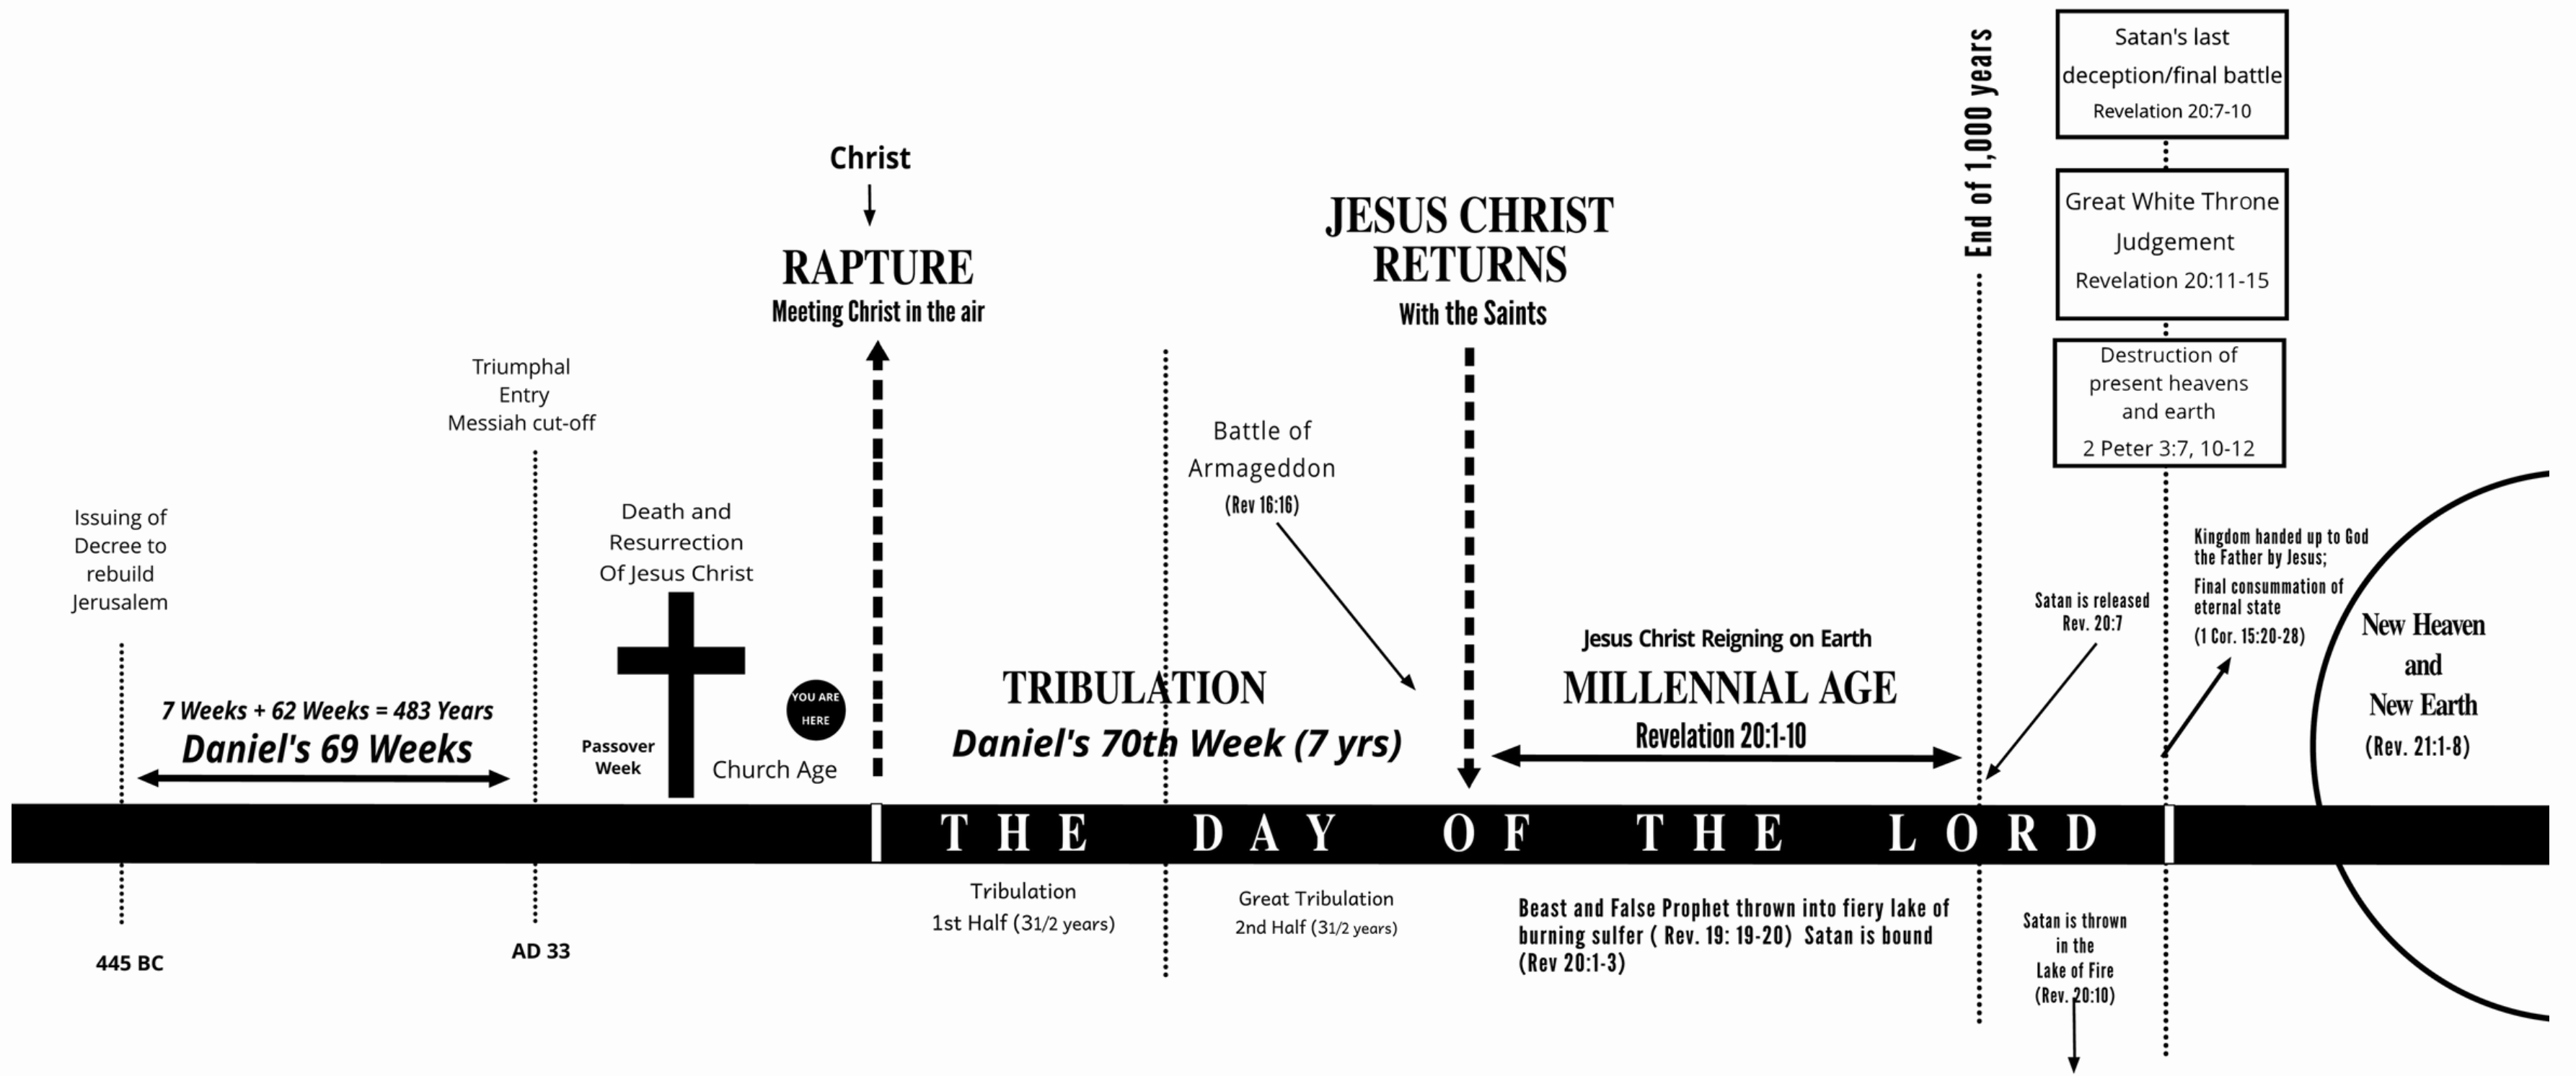 Issuing of
Decree to
rebuild
Jerusalem
445 BC
7 Weeks + 62 Weeks = 483 Years
Daniel's 69 Weeks
Triumphal
Entry
Messiah cut-off
AD 33
Death and
Resurrection
Of Jesus Christ
Passover
Week
YOU ARE
HERE
Church Age
Christ
RAPTURE
Meeting Christ in the air
TRIBULATION
Daniel's 70th Week (7 yrs)
Battle of
Armageddon
(Rev 16:16)
JESUS CHRIST
RETURNS
With the Saints
Jesus Christ Reigning on Earth
MILLENNIAL AGE
Revelation 20:1-10
End of 1,000 years
Satan's last
deception/final battle
Revelation 20:7-10
Great White Throne
Judgement
Revelation 20:11-15
Destruction of
present heavens
and earth
2 Peter 3:7, 10-12
Satan is released
Rev. 20:7
Kingdom handed up to God
the Father by Jesus;
Final consummation of
eternal state
(1 Cor. 15:20-28)
New Heaven
and
New Earth
(Rev. 21:1-8)
THE DAY OF THE LORD
Tribulation
1st Half (31/2 years)
Great Tribulation
2nd Half (31/2 years)
Beast and False Prophet thrown into fiery lake of
burning sulfer ( Rev. 19: 19-20) Satan is bound
(Rev 20:1-3)
Satan is thrown
in the
Lake of Fire
(Rev. 20:10)